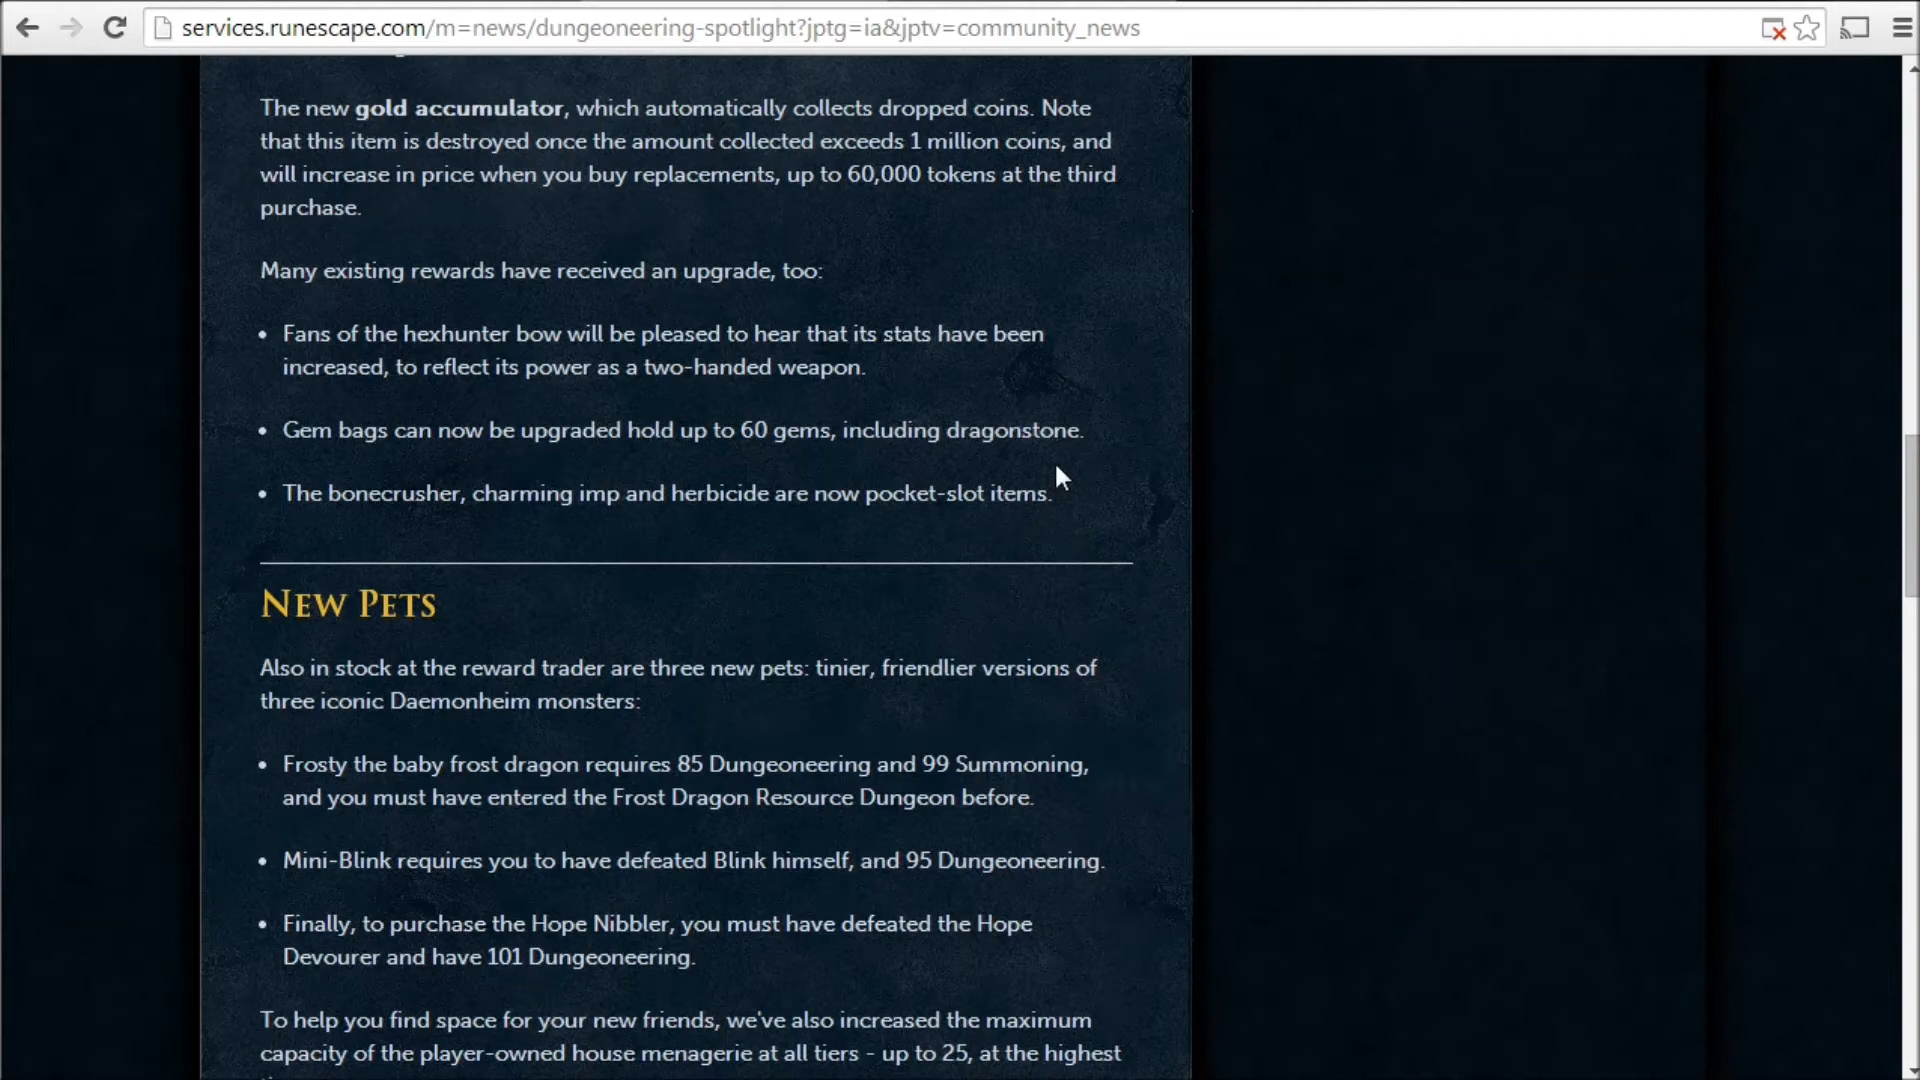 services.runescape.com/m=news/dungeoneering-spotlight?jptg=ia&jptv=community_news
The new gold accumulator, which automatically collects dropped coins. Note
that this item is destroyed once the amount collected exceeds 1 million coins, and
will increase in price when you buy replacements, up to 60,000 tokens at the third
purchase.
Many existing rewards have received an upgrade, too:
• Fans of the hexhunter bow will be pleased to hear that its stats have been
increased, to reflect its power as a two-handed weapon.
• Gem bags can now be upgraded hold up to 60 gems, including dragonstone.
• The bonecrusher, charming imp and herbicide are now pocket-slot items.
New Pets
Also in stock at the reward trader are three new pets: tinier, friendlier versions of
three iconic Daemonheim monsters:
• Frosty the baby frost dragon requires 85 Dungeoneering and 99 Summoning,
and you must have entered the Frost Dragon Resource Dungeon before.
• Mini-Blink requires you to have defeated Blink himself, and 95 Dungeoneering.
• Finally, to purchase the Hope Nibbler, you must have defeated the Hope
Devourer and have 101 Dungeoneering.
To help you find space for your new friends, we've also increased the maximum
capacity of the player-owned house menagerie at all tiers - up to 25, at the highest